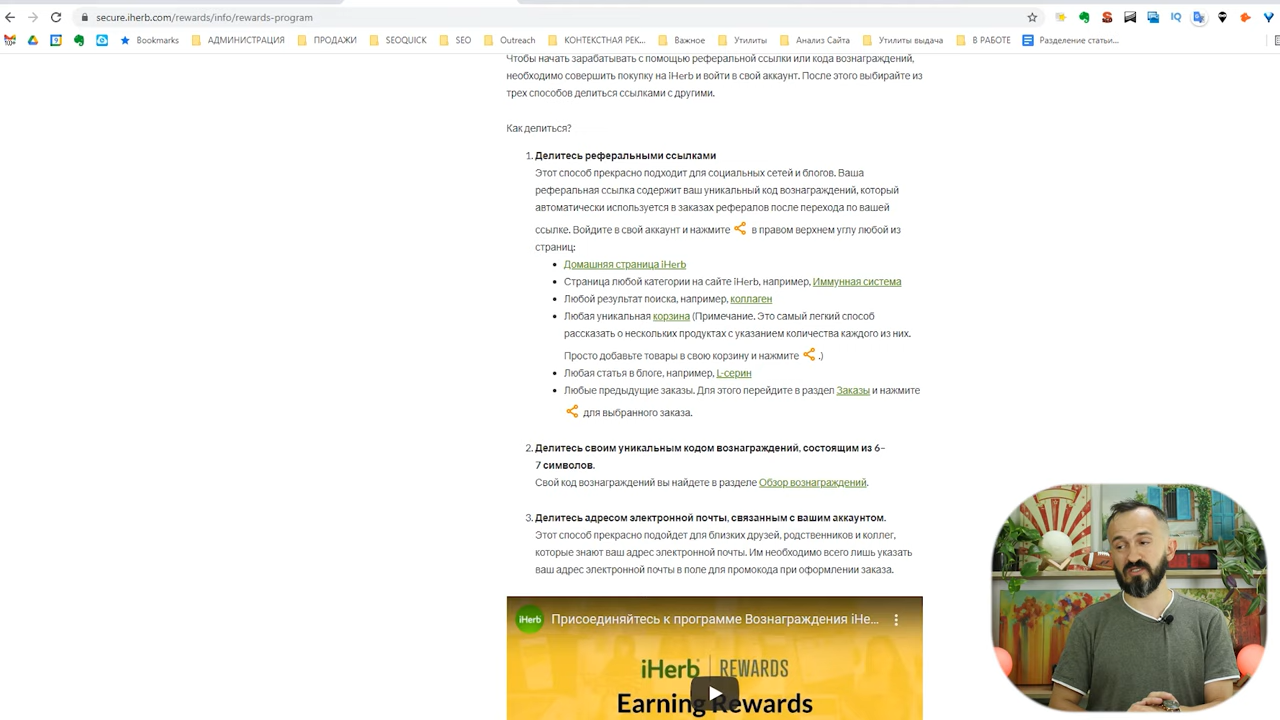 secure.iherb.com/rewards/info/rewards-program
Bookmarks АДМИНИСТРАЦИЯ ПРОДАЖИ SEOQUICK SEO Outreach КОНТЕКСТНАЯ РЕК... Важное Утилиты Анализ Сайта Утилиты выдача В РАБОТЕ Разделение статьи...
Чтобы начать зарабатывать с помощью реферальной ссылки или кода вознаграждений,
необходимо совершить покупку на iHerb и войти в свой аккаунт. После этого выбирайте из
трех способов делиться ссылками с другими.
Как делиться?
1. Делитесь реферальными ссылками
Этот способ прекрасно подходит для социальных сетей и блогов. Ваша
реферальная ссылка содержит ваш уникальный код вознаграждений, который
автоматически используется в заказах рефералов после перехода по вашей
ссылке. Войдите в свой аккаунт и нажмите в правом верхнем углу любой из
страниц:
• Домашняя страница iHerb
• Страница любой категории на сайте iHerb, например, Иммунная система
• Любой результат поиска, например, коллаген
• Любая уникальная корзина (Примечание. Это самый легкий способ
рассказать о нескольких продуктах с указанием количества каждого из них.
Просто добавьте товары в свою корзину и нажмите .)
• Любая статья в блоге, например, L-серин
• Любые предыдущие заказы. Для этого перейдите в раздел Заказы и нажмите
для выбранного заказа.
2. Делитесь своим уникальным кодом вознаграждений, состоящим из 6–
7 символов.
Свой код вознаграждений вы найдете в разделе Обзор вознаграждений.
3. Делитесь адресом электронной почты, связанным с вашим аккаунтом.
Этот способ прекрасно подойдет для близких друзей, родственников и коллег,
которые знают ваш адрес электронной почты. Им необходимо всего лишь указать
ваш адрес электронной почты в поле для промокода при оформлении заказа.
iHerb Присоединяйтесь к программе Вознаграждения iHe...
iHerb REWARDS
Earning Rewards